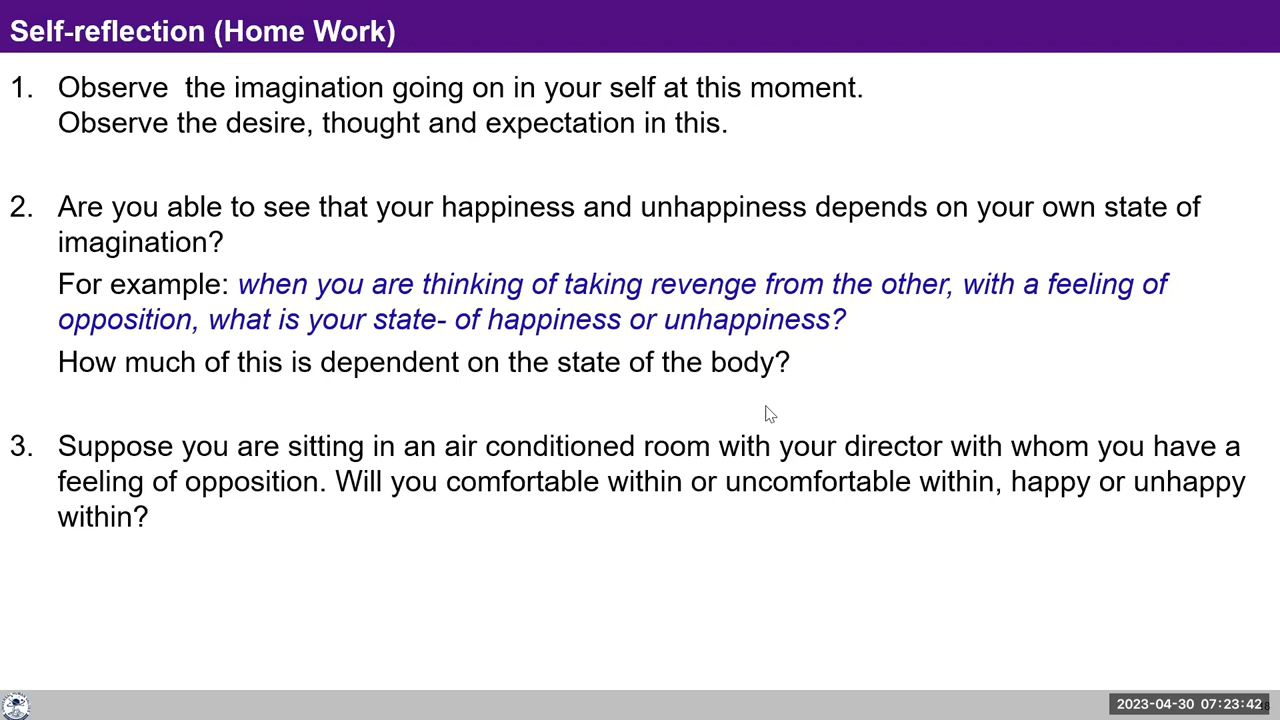 Self-reflection (Home Work)
1. Observe the imagination going on in your self at this moment.
Observe the desire, thought and expectation in this.
2. Are you able to see that your happiness and unhappiness depends on your own state of
imagination?
For example: when you are thinking of taking revenge from the other, with a feeling of
opposition, what is your state- of happiness or unhappiness?
How much of this is dependent on the state of the body?
3. Suppose you are sitting in an air conditioned room with your director with whom you have a
feeling of opposition. Will you comfortable within or uncomfortable within, happy or unhappy
within?
2023-04-30 07:23:42